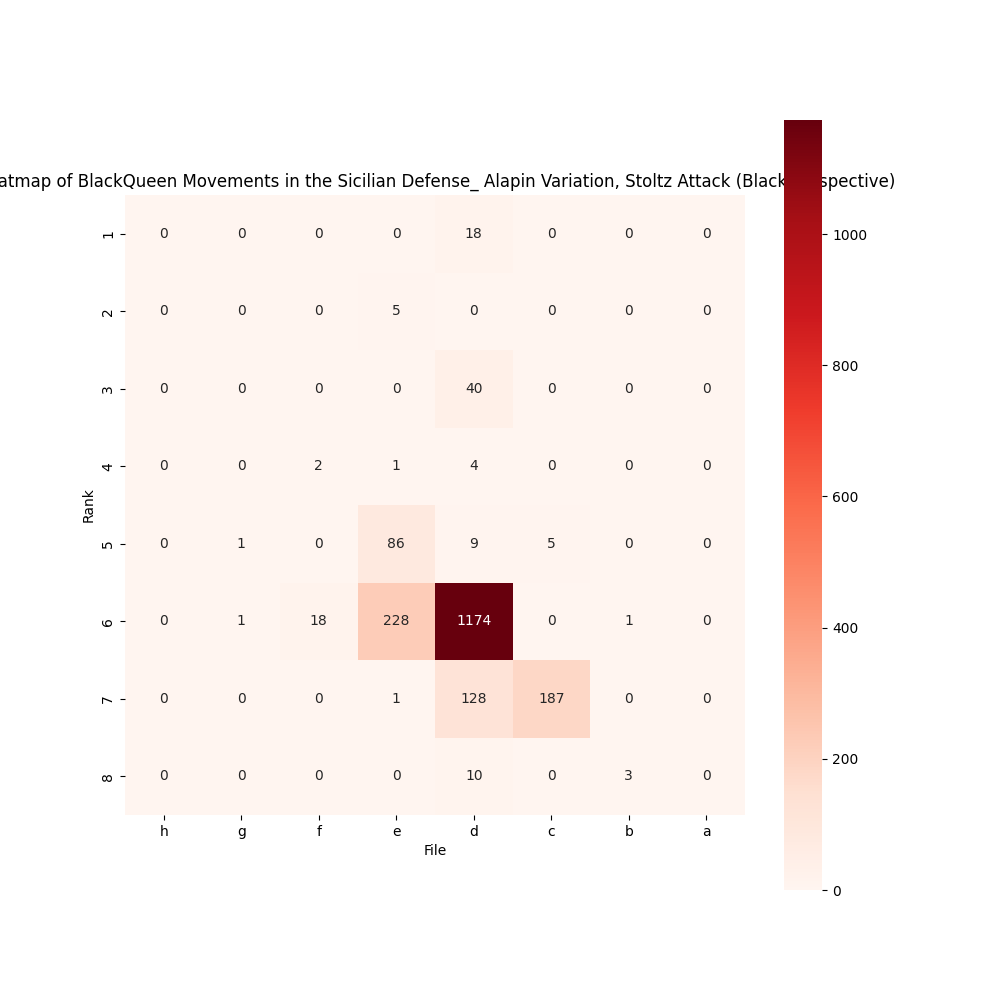 atmap of BlackQueen Movements in the Sicilian Defense_ Alapin Variation, Stoltz Attack (Black spective)
1 0 0 0 0 18 0 0 0
2 0 0 0 5 0 0 0 0
3 0 0 0 0 40 0 0 0
4 0 0 2 1 4 0 0 0
Rank
5 0 1 0 86 9 5 0 0
6 0 1 18 228 1174 0 1 0
7 0 0 0 1 128 187 0 0
8 0 0 0 0 10 0 3 0
h g f e d c b a
File
1000
800
600
400
200
0